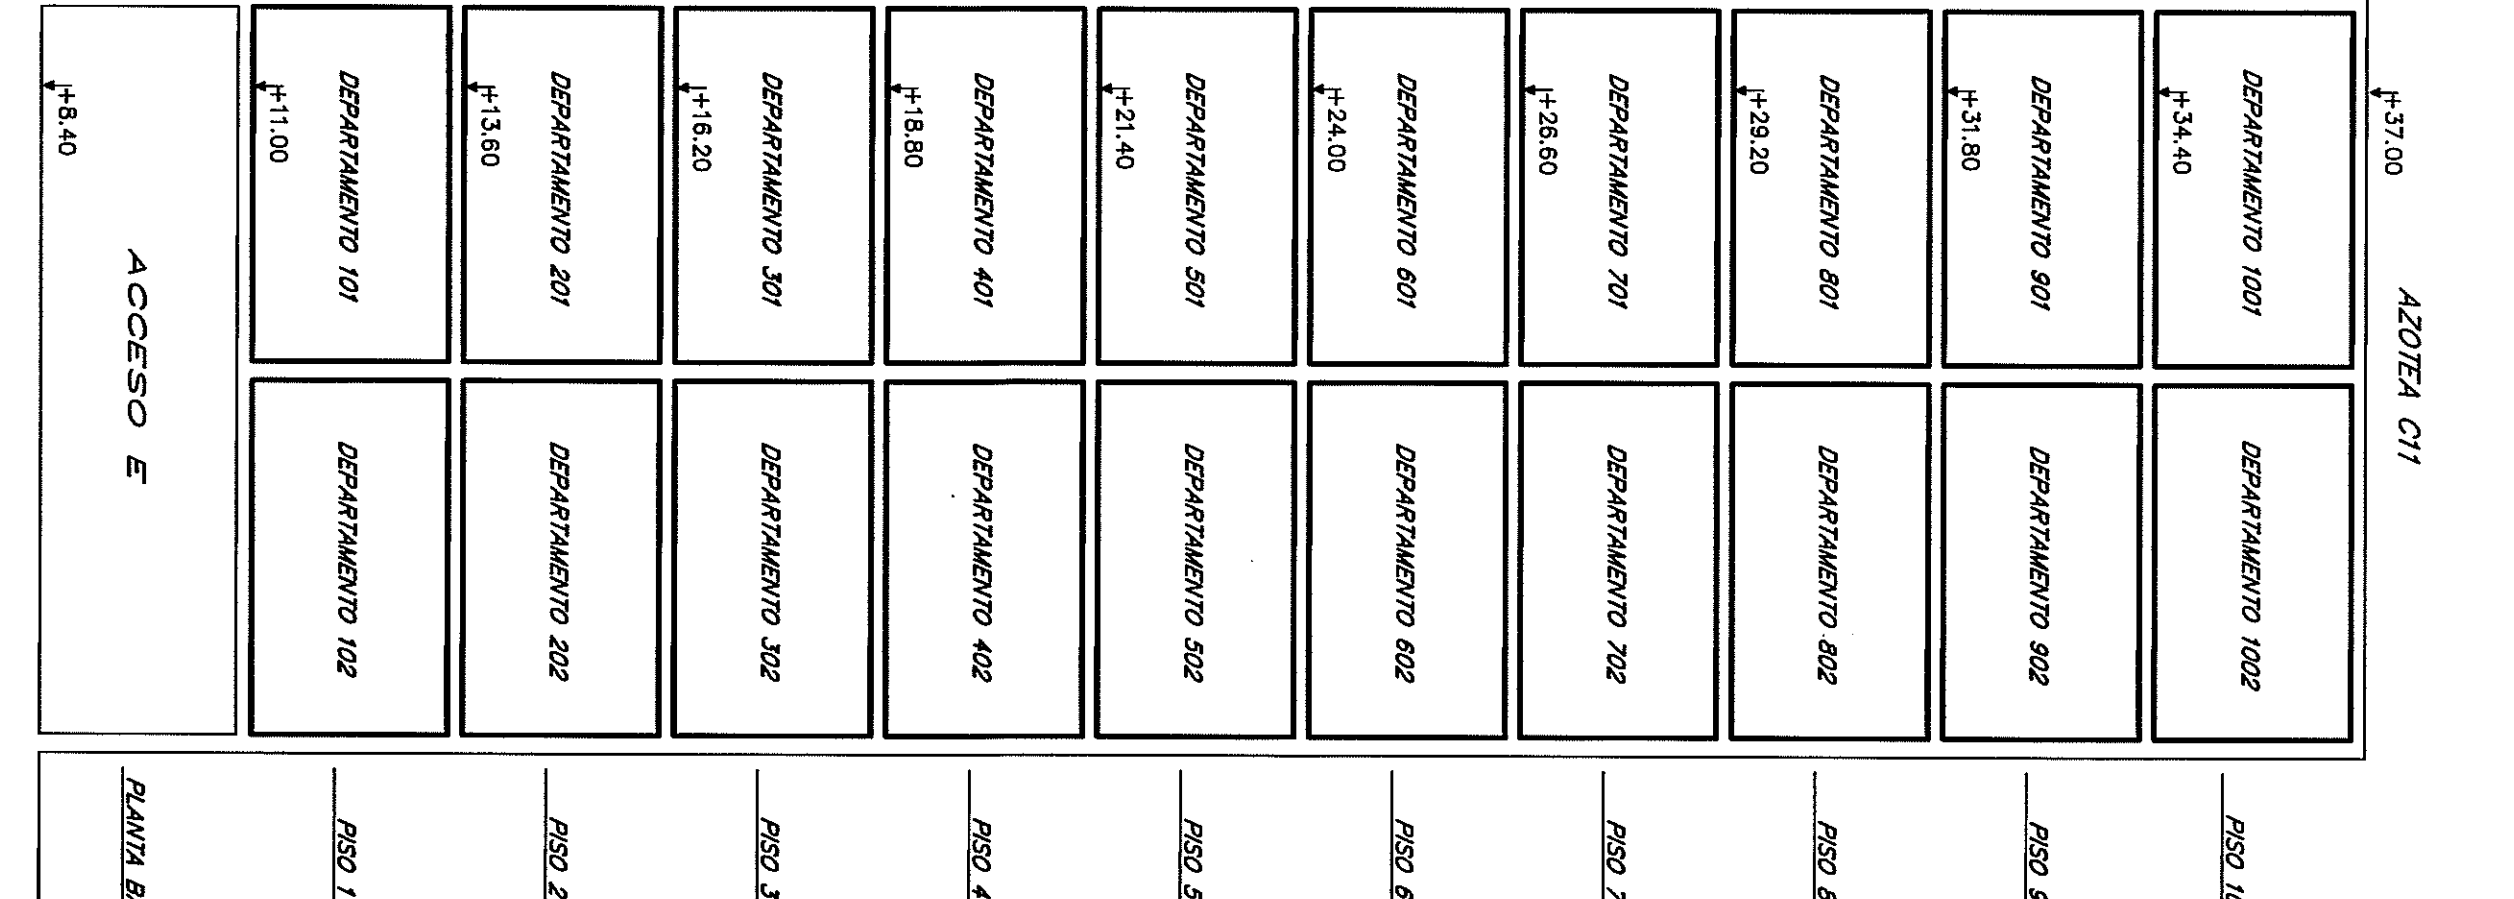 AZOTEA C11
+37.00
DEPARTAMENTO 1002
DEPARTAMENTO 1001
+34.40
DEPARTAMENTO 902
DEPARTAMENTO 901
+31.80
PISO 8
DEPARTAMENTO 802
DEPARTAMENTO 801
+29.20
PISO 7
DEPARTAMENTO 702
DEPARTAMENTO 701
+26.60
PISO 6
DEPARTAMENTO 602
DEPARTAMENTO 601
+24.00
PISO 5
DEPARTAMENTO 502
DEPARTAMENTO 501
+21.40
PISO 4
DEPARTAMENTO 402
DEPARTAMENTO 401
+18.80
PISO 3
DEPARTAMENTO 302
DEPARTAMENTO 301
+16.20
PISO 2
DEPARTAMENTO 202
DEPARTAMENTO 201
+13.60
PISO 1
DEPARTAMENTO 102
DEPARTAMENTO 101
+11.00
PLANTA
ACCESO E
+8.40
PISO
PISO 9